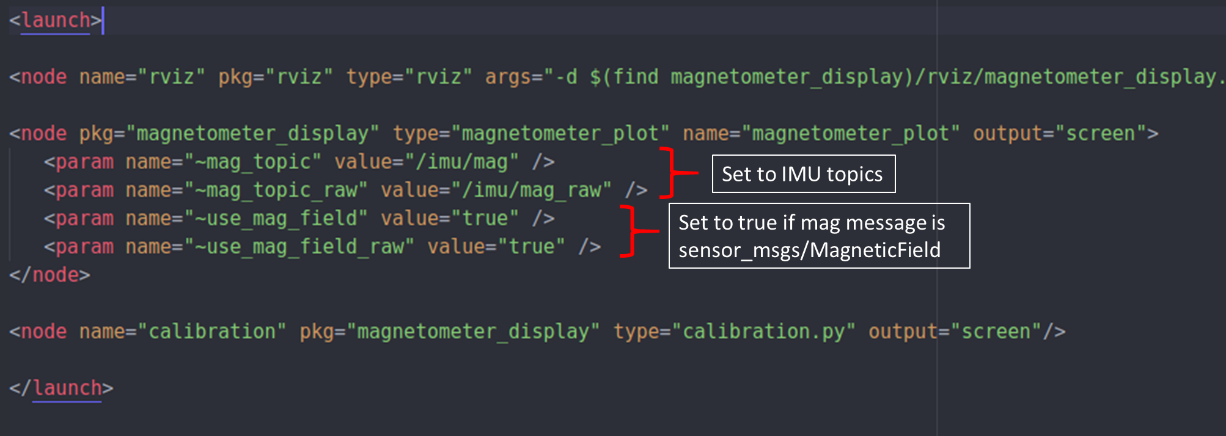 <launch>
<node name="rviz" pkg="rviz" type="rviz" args="-d $(find magnetometer_display)/rviz/magnetometer_display.
<node pkg="magnetometer_display" type="magnetometer_plot" name="magnetometer_plot" output="screen">
<param name="~mag_topic" value="/imu/mag" />
<param name="~mag_topic_raw" value="/imu/mag_raw" />
Set to IMU topics
<param name="~use_mag_field" value="true" />
<param name="~use_mag_field_raw" value="true" />
Set to true if mag message is
sensor_msgs/MagneticField
</node>
<node name="calibration" pkg="magnetometer_display" type="calibration.py" output="screen"/>
</launch>